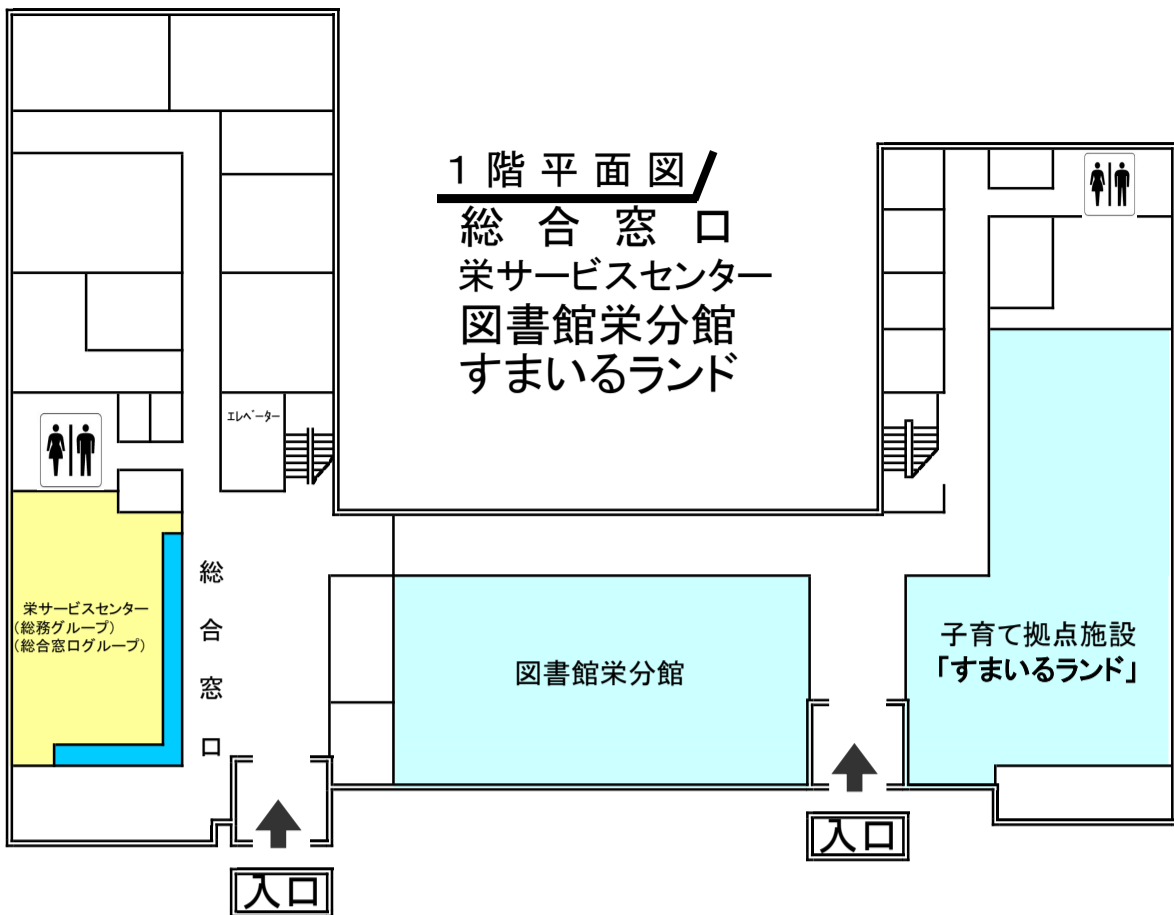 1階平面図
総合窓口
栄サービスセンター
図書館栄分館
すまいるランド
エレベーター
栄サービスセンター
(総務グループ)
(総合窓口グループ)
総合窓口
図書館栄分館
子育て拠点施設
「すまいるランド」
入口
入口